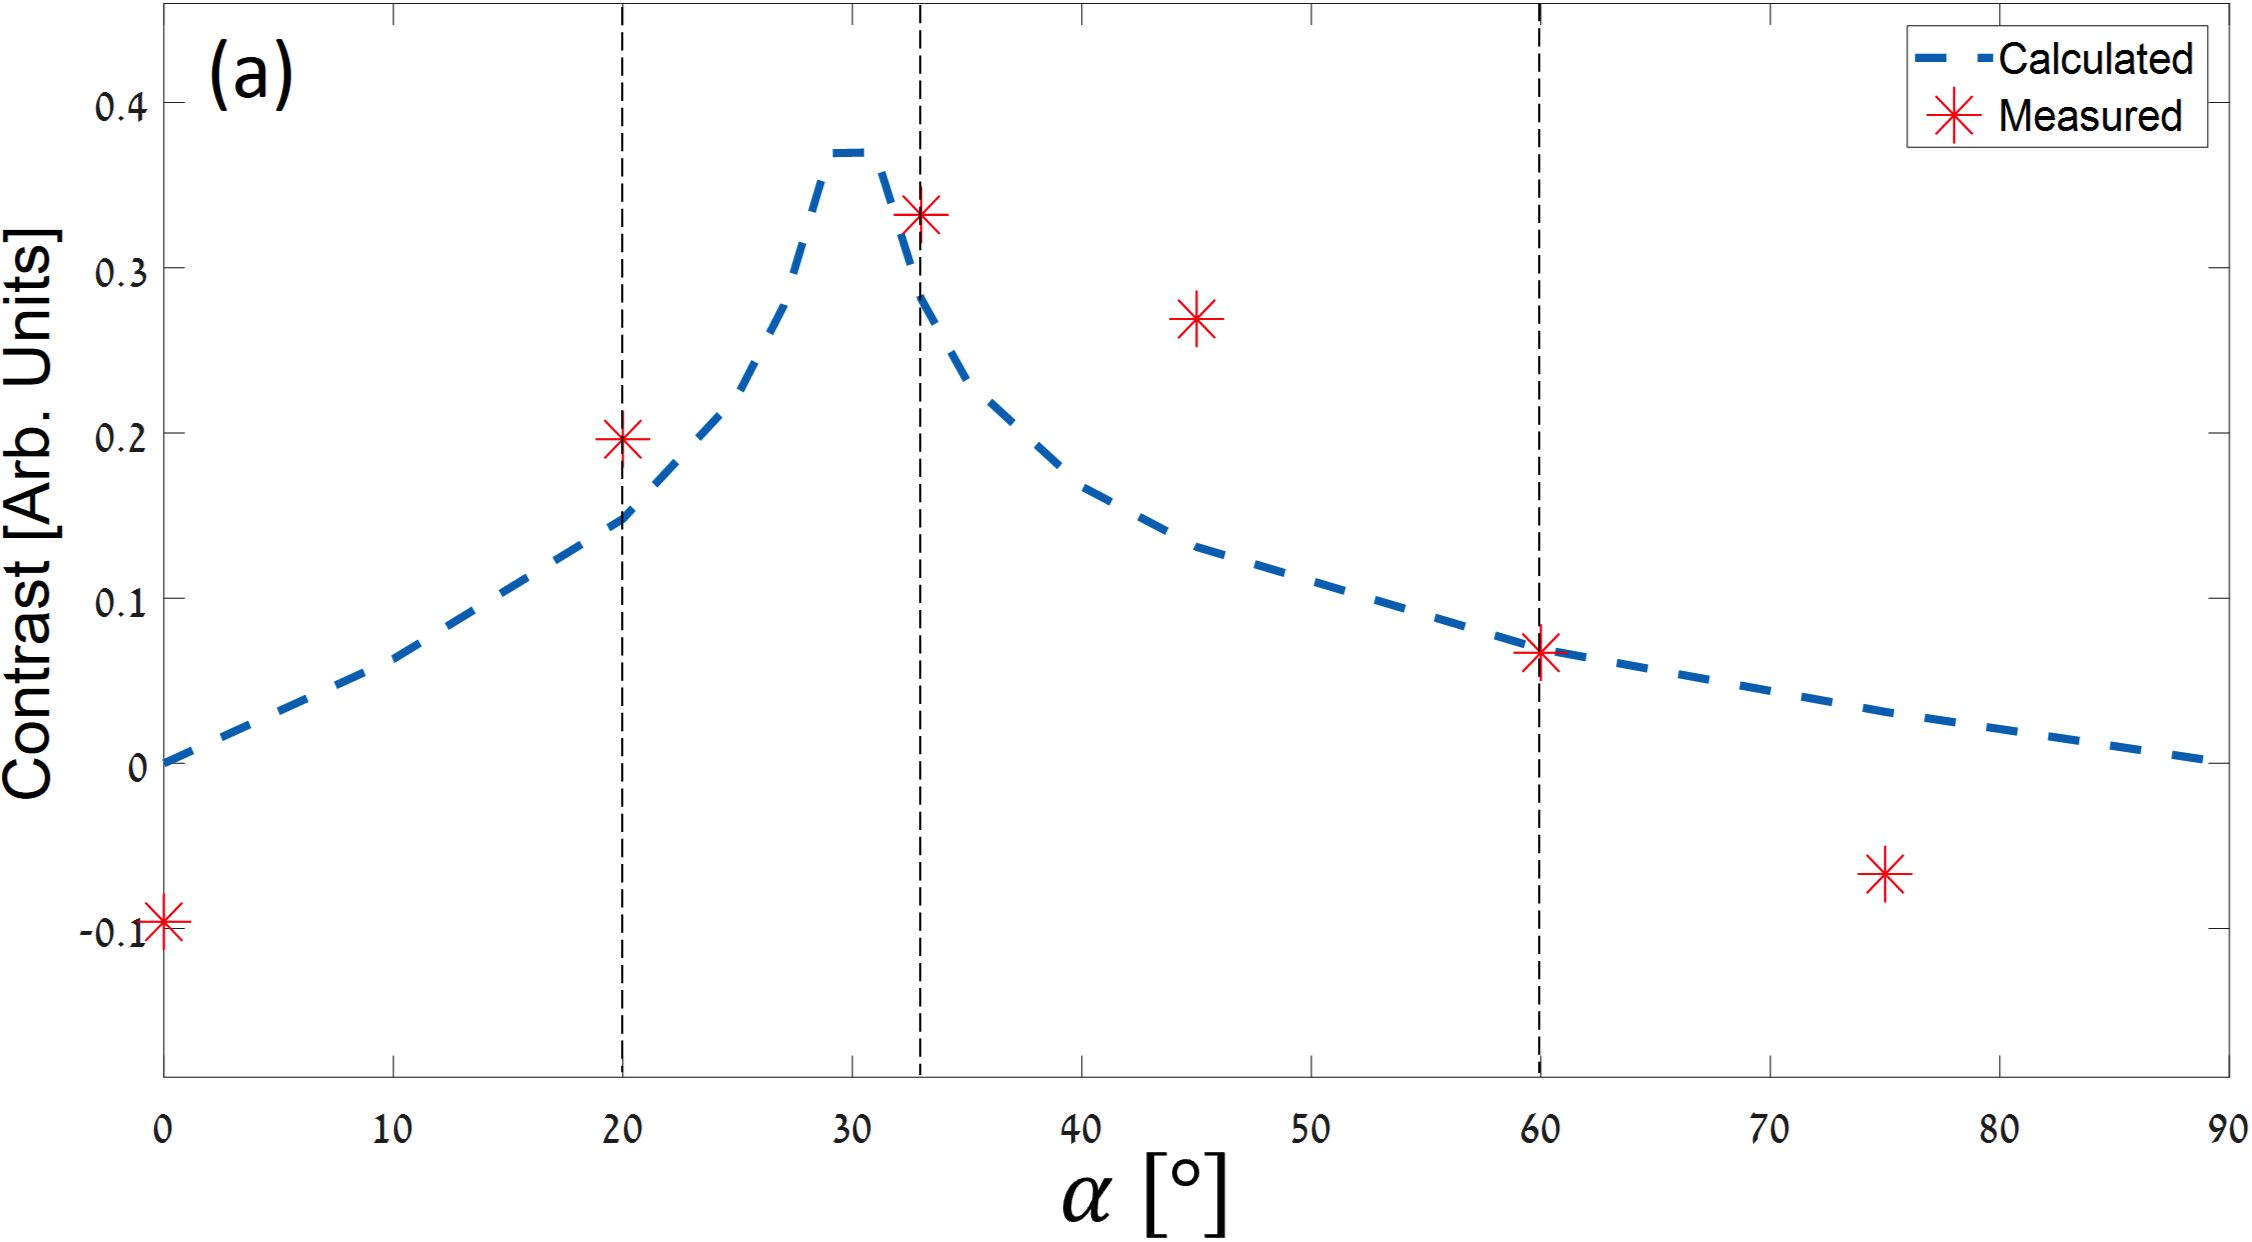 (a)
Calculated
Measured
Contrast [Arb. Units]
0.4
0.3
0.2
0.1
0
-0.1
0 10 20 30 40 50 60 70 80 90
α [°]